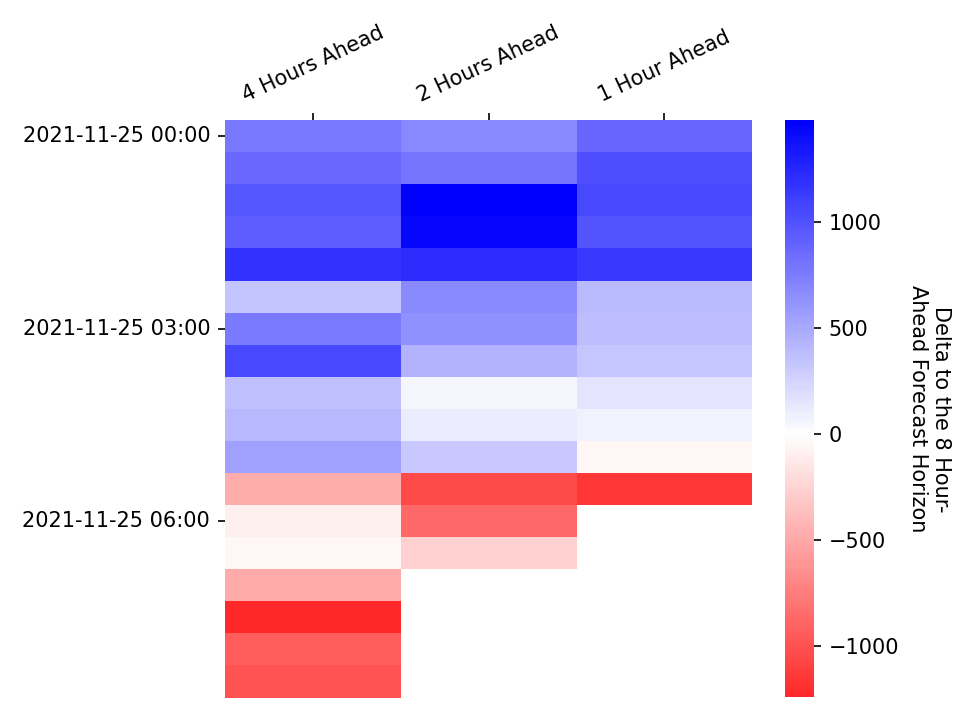 4 Hours Ahead
2 Hours Ahead
1 Hour Ahead
2021-11-25 00:00
2021-11-25 03:00
2021-11-25 06:00
1000
500
0
−500
−1000
Delta to the 8 Hour-
Ahead Forecast Horizon